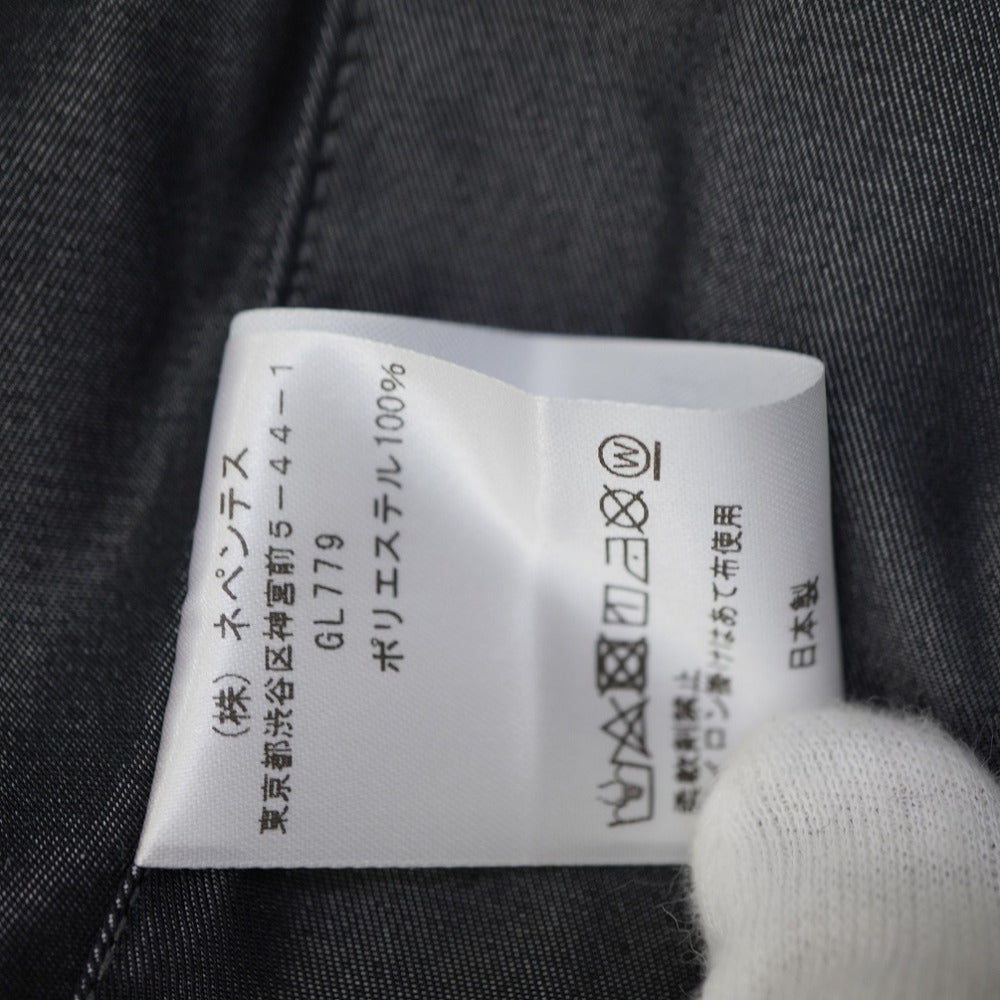 (株) ネペンテス
東京都渋谷区神宮前5-44-1
GL779
ポリエステル100%
W
柔軟剤禁止
イロン掛けはあて布使用
日本製